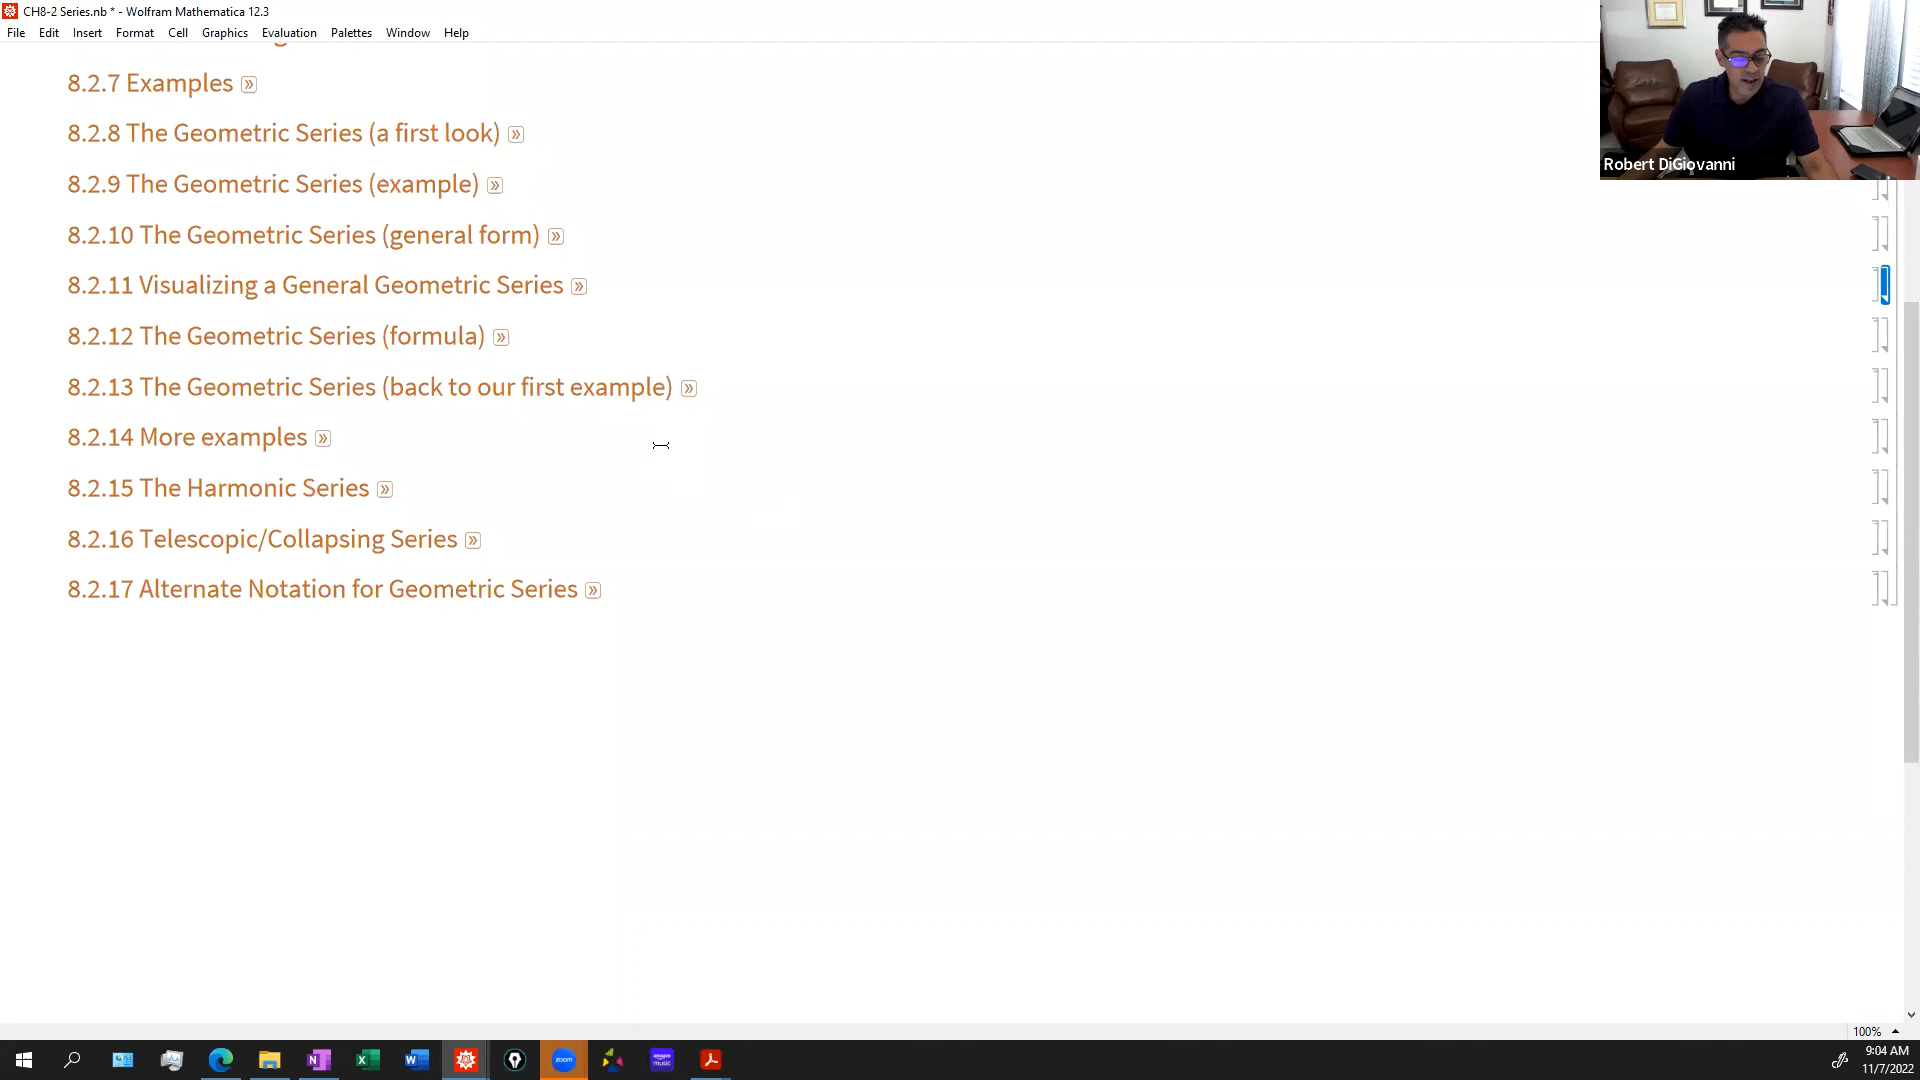 CH8-2 Series.nb * - Wolfram Mathematica 12.3
File Edit Insert Format Cell Graphics Evaluation Palettes Window Help
8.2.7 Examples
8.2.8 The Geometric Series (a first look)
8.2.9 The Geometric Series (example)
8.2.10 The Geometric Series (general form)
8.2.11 Visualizing a General Geometric Series
8.2.12 The Geometric Series (formula)
8.2.13 The Geometric Series (back to our first example)
8.2.14 More examples
8.2.15 The Harmonic Series
8.2.16 Telescopic/Collapsing Series
8.2.17 Alternate Notation for Geometric Series
Robert DiGiovanni
100%
zoom
amazon music
9:04 AM
11/7/2022